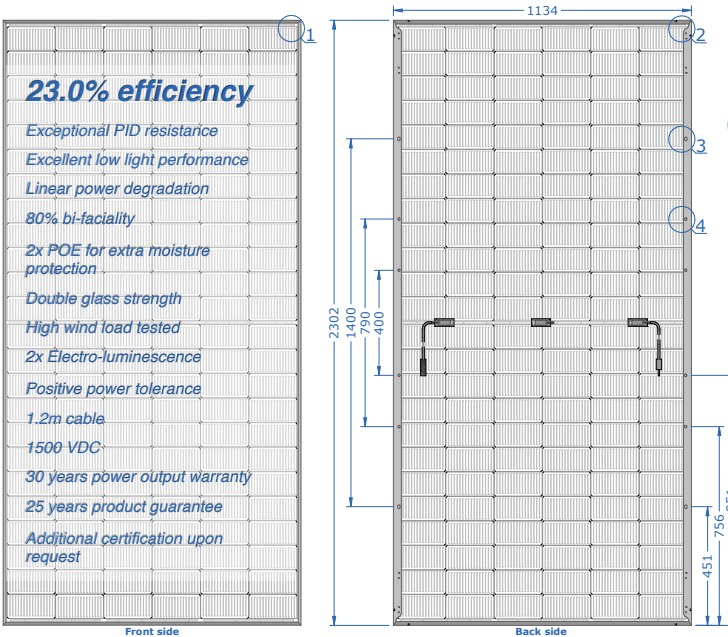 1134
1
2
3
4
23.0% efficiency
Exceptional PID resistance
Excellent low light performance
Linear power degradation
80% bi-faciality
2x POE for extra moisture
protection
Double glass strength
High wind load tested
2x Electro-luminescence
Positive power tolerance
1.2m cable
1500 VDC
30 years power output warranty
25 years product guarantee
Additional certification upon
request
2302
1400
790
400
451
756
Front side
Back side